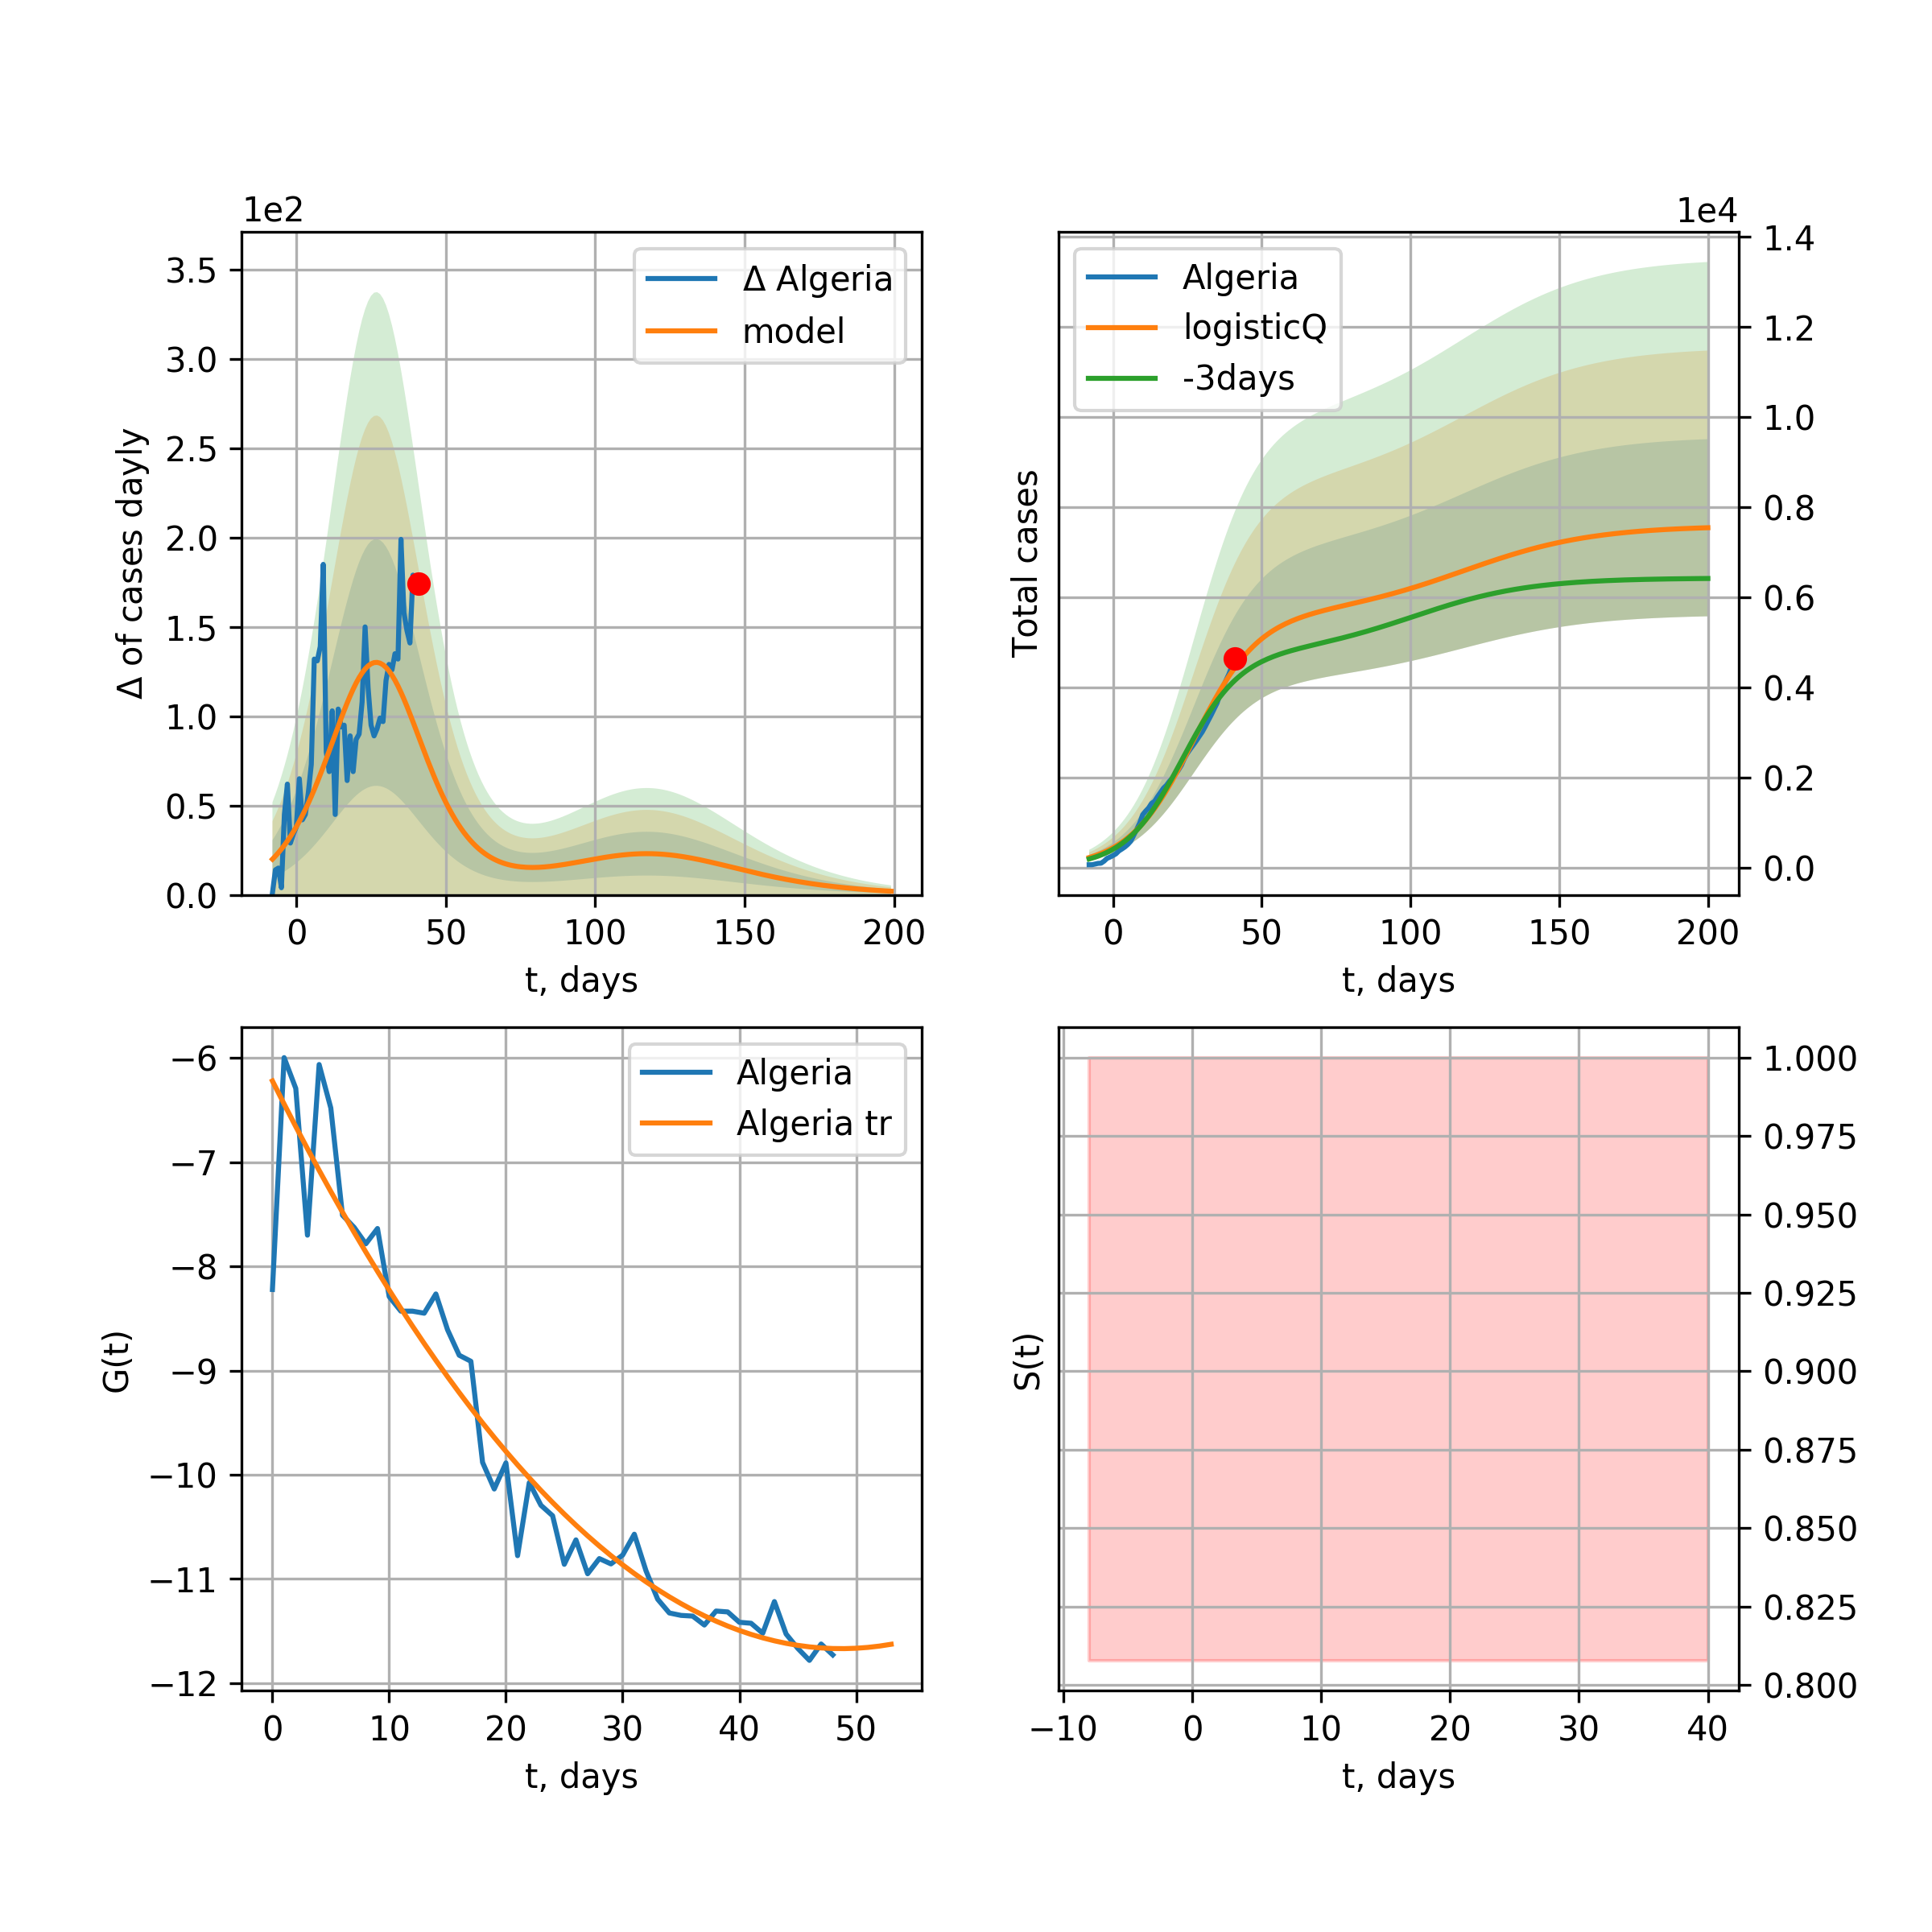 1e2
3.5
3.0
2.5
2.0
1.5
1.0
0.5
0.0
Δ of cases dayly
Δ Algeria
model
0 50 100 150 200
t, days
1e4
1.4
1.2
1.0
0.8
0.6
0.4
0.2
0.0
Total cases
Algeria
logisticQ
-3days
0 50 100 150 200
t, days
−6
−7
−8
−9
−10
−11
−12
G(t)
Algeria
Algeria tr
0 10 20 30 40 50
t, days
1.000
0.975
0.950
0.925
0.900
0.875
0.850
0.825
0.800
S(t)
−10 0 10 20 30 40
t, days